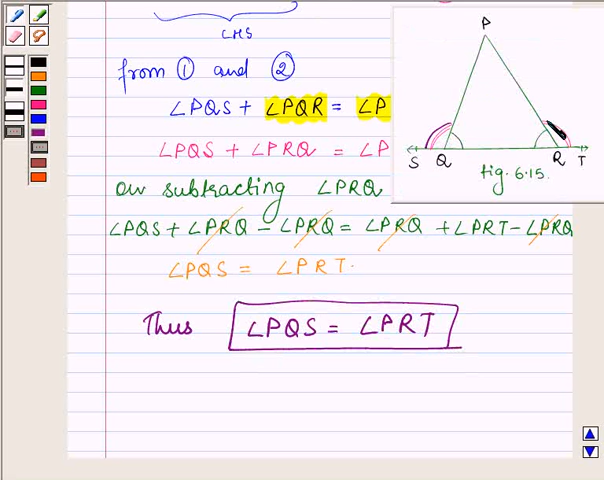 LHS
from ① and ②
∠PQS + ∠PQR = ∠P
∠PQS + ∠PRQ = ∠P
ow subtracting ∠PRQ
∠PQS + ∠PRQ - ∠PRQ = ∠PRQ + ∠PRT - ∠PRQ
∠PQS = ∠PRT.
Thus ∠PQS = ∠PRT
P
S Q R T
fig. 6.15.